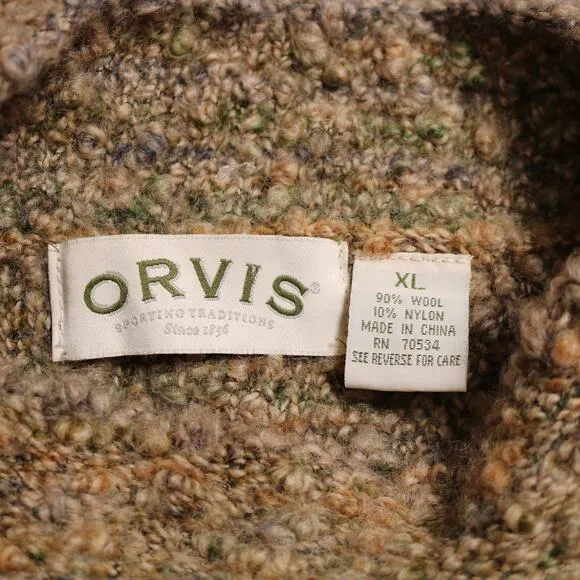 ORVIS®
SPORTING TRADITIONS
Since 1856
XL
90% WOOL
10% NYLON
MADE IN CHINA
RN 70534
SEE REVERSE FOR CARE